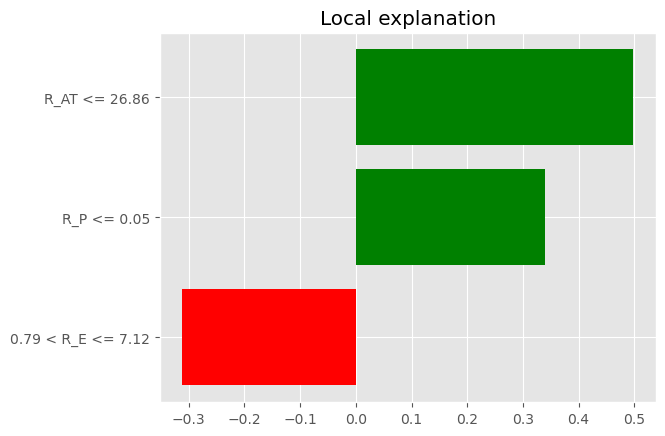 Local explanation
R_AT <= 26.86
R_P <= 0.05
0.79 < R_E <= 7.12
−0.3 −0.2 −0.1 0.0 0.1 0.2 0.3 0.4 0.5